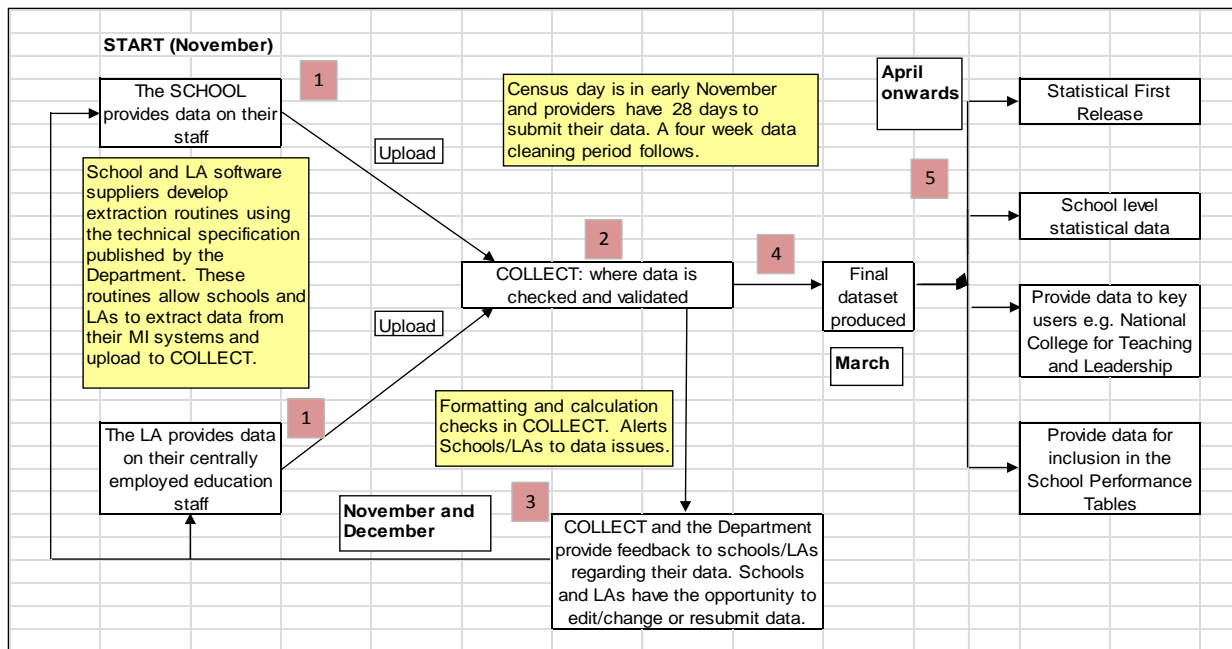 START (November)
1
The SCHOOL
provides data on their
staff
School and LA software
suppliers develop
extraction routines using
the technical specification
published by the
Department. These
routines allow schools and
LAs to extract data from
their MI systems and
upload to COLLECT.
1
The LA provides data
on their centrally
employed education
staff
Upload
Upload
Census day is in early November
and providers have 28 days to
submit their data. A four week data
cleaning period follows.
2
COLLECT: where data is
checked and validated
Formatting and calculation
checks in COLLECT. Alerts
Schools/LAs to data issues.
November and
December
3
COLLECT and the Department
provide feedback to schools/LAs
regarding their data. Schools
and LAs have the opportunity to
edit/change or resubmit data.
4
Final
dataset
produced
March
April
onwards
5
Statistical First
Release
School level
statistical data
Provide data to key
users e.g. National
College for Teaching
and Leadership
Provide data for
inclusion in the
School Performance
Tables